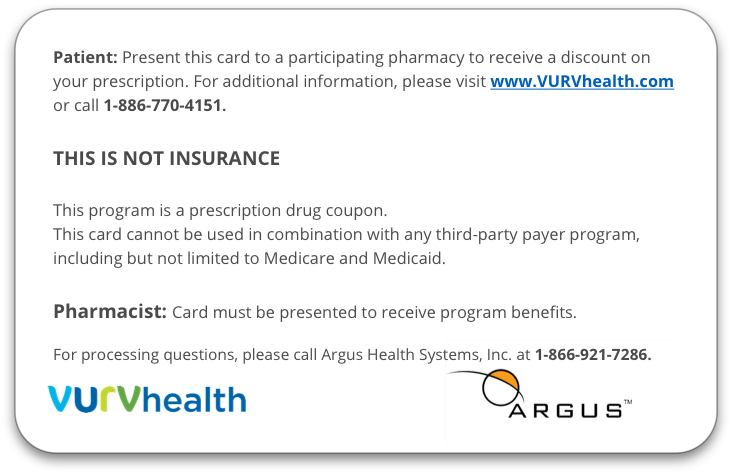 Patient: Present this card to a participating pharmacy to receive a discount on
your prescription. For additional information, please visit www.VURVhealth.com
or call 1-886-770-4151.
THIS IS NOT INSURANCE
This program is a prescription drug coupon.
This card cannot be used in combination with any third-party payer program,
including but not limited to Medicare and Medicaid.
Pharmacist: Card must be presented to receive program benefits.
For processing questions, please call Argus Health Systems, Inc. at 1-866-921-7286.
vurvhealth
ARGUS™